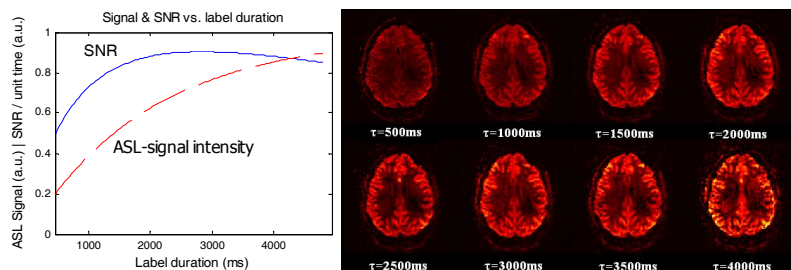 Signal & SNR vs. label duration
ASL Signal (a.u.) | SNR / unit time (a.u.)
1
0.8
0.6
0.4
0.2
0
SNR
ASL-signal intensity
1000 2000 3000 4000
Label duration (ms)
τ=500ms τ=1000ms τ=1500ms τ=2000ms
τ=2500ms τ=3000ms τ=3500ms τ=4000ms